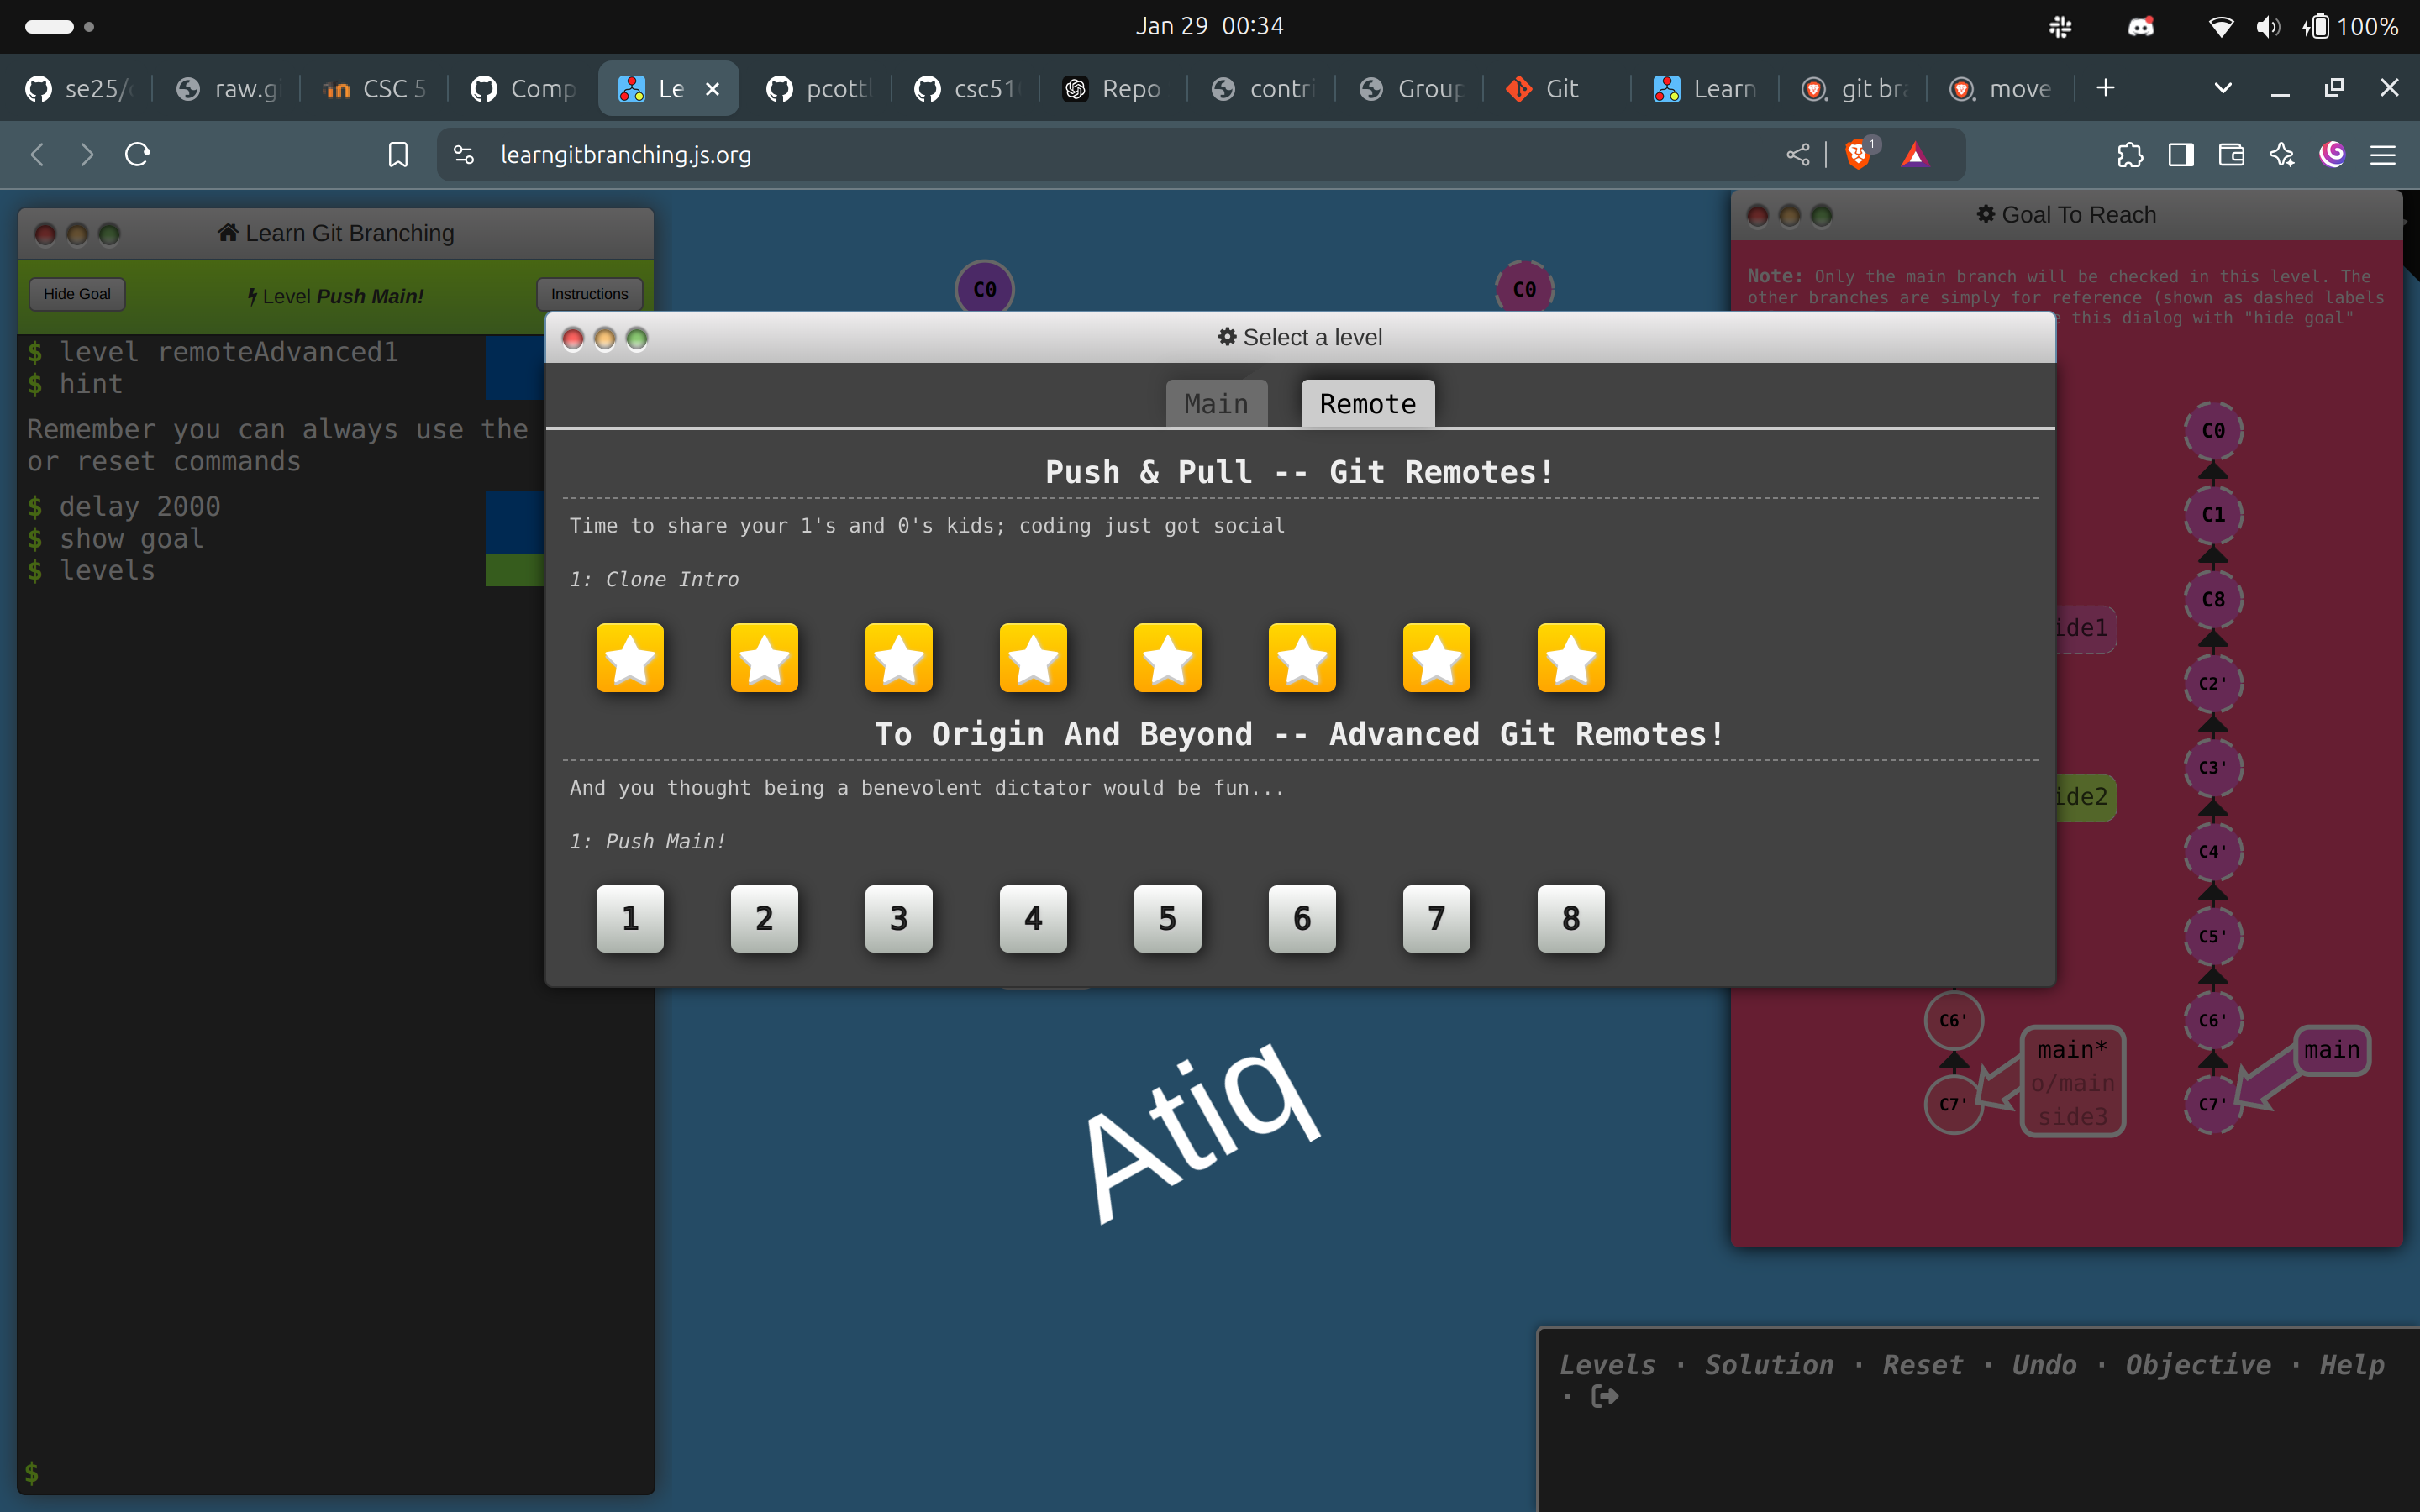 Jan 29 00:34
100%
se25/
raw.gi
CSC 5
Comp
Le
pcottl
csc51
Repo
contri
Group
Git
Learn
git bra
move
learngitbranching.js.org
1
Learn Git Branching
Hide Goal
Level Push Main!
Instructions
$ level remoteAdvanced1
$ hint
Remember you can always use the
or reset commands
$ delay 2000
$ show goal
$ levels
$
C0
C0
Select a level
Main
Remote
Push & Pull -- Git Remotes!
Time to share your 1's and 0's kids; coding just got social
1: Clone Intro
To Origin And Beyond -- Advanced Git Remotes!
And you thought being a benevolent dictator would be fun...
1: Push Main!
1 2 3 4 5 6 7 8
Atiq
Goal To Reach
Note: Only the main branch will be checked in this level. The
other branches are simply for reference (shown as dashed labels
this dialog with "hide goal"
C0
C1
C8
ide1
C2'
C3'
ide2
C4'
C5'
C6'
C6'
main*
o/main
side3
main
C7'
C7'
Levels · Solution · Reset · Undo · Objective · Help
·